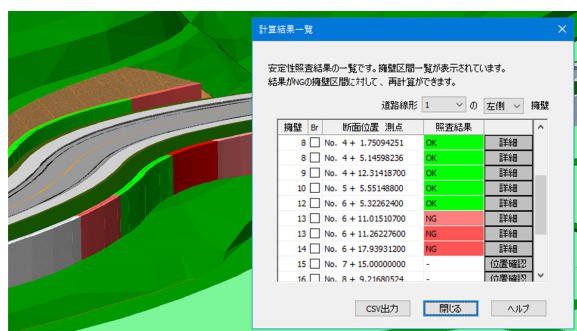 計算結果一覧
安定性照査結果の一覧です。擁壁区間一覧が表示されています。
結果がNGの擁壁区間に対して、再計算ができます。
道路線形 1 の 左側 擁壁
擁壁 Br 断面位置 測点 照査結果
8 No. 4 + 1.75094251 OK 詳細
8 No. 4 + 5.14598236 OK 詳細
9 No. 4 + 12.31418700 OK 詳細
10 No. 5 + 5.55148800 OK 詳細
12 No. 6 + 5.32262400 OK 詳細
13 No. 6 + 11.01510700 NG 詳細
13 No. 6 + 11.26227600 NG 詳細
14 No. 6 + 17.93931200 NG 詳細
15 No. 7 + 15.00000000 - 位置確認
16 No. 8 + 9.21680524 - 位置確認
CSV出力 閉じる ヘルプ